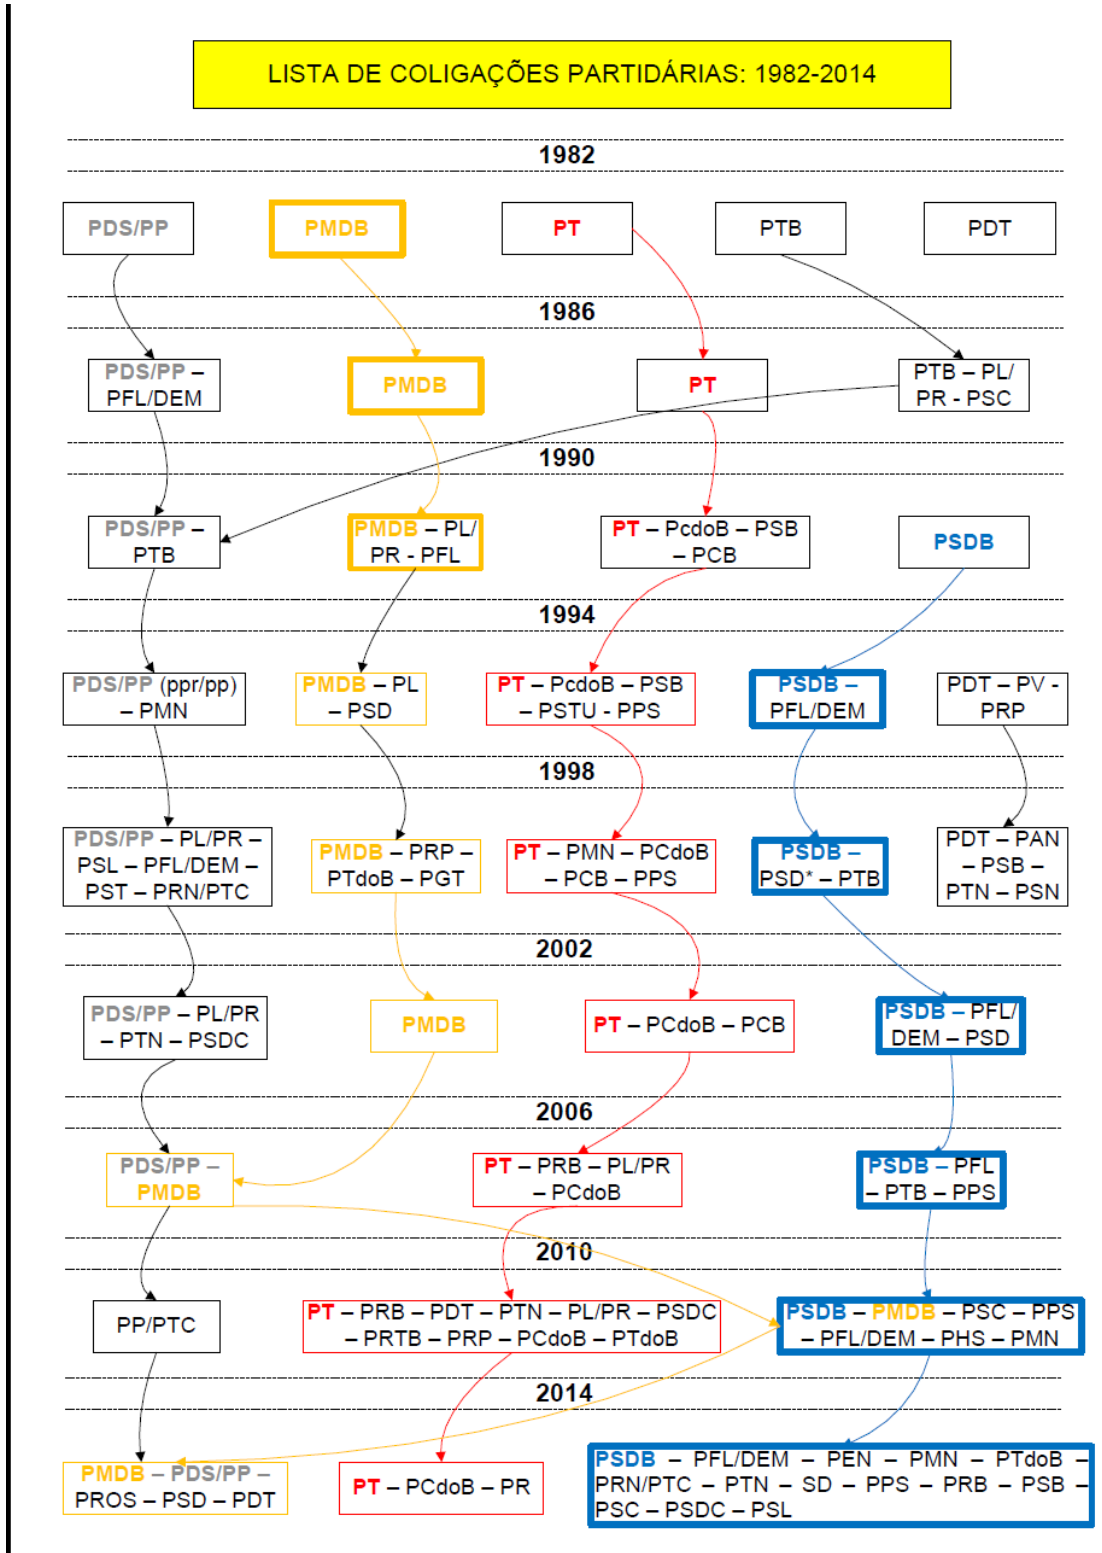 LISTA DE COLIGAÇÕES PARTIDÁRIAS: 1982-2014
1982
PDS/PP
PMDB
PT
PTB
PDT
1986
PDS/PP –
PFL/DEM
PMDB
PT
PTB – PL/
PR - PSC
1990
PDS/PP –
PTB
PMDB – PL/
PR - PFL
PT – PcdoB – PSB
– PCB
PSDB
1994
PDS/PP (ppr/pp)
– PMN
PMDB – PL
– PSD
PT – PcdoB – PSB
– PSTU - PPS
PSDB –
PFL/DEM
PDT – PV -
PRP
1998
PDS/PP – PL/PR –
PSL – PFL/DEM –
PST – PRN/PTC
PMDB – PRP –
PTdoB – PGT
PT – PMN – PCdoB
– PCB – PPS
PSDB –
PSD* – PTB
PDT – PAN
– PSB –
PTN – PSN
2002
PDS/PP – PL/PR
– PTN – PSDC
PMDB
PT – PCdoB – PCB
PSDB – PFL/
DEM – PSD
2006
PDS/PP –
PMDB
PT – PRB – PL/PR
– PCdoB
PSDB – PFL
– PTB – PPS
2010
PP/PTC
PT – PRB – PDT – PTN – PL/PR – PSDC
– PRTB – PRP – PCdoB – PTdoB
PSDB – PMDB – PSC – PPS
– PFL/DEM – PHS – PMN
2014
PMDB – PDS/PP –
PROS – PSD – PDT
PT – PCdoB – PR
PSDB – PFL/DEM – PEN – PMN – PTdoB –
PRN/PTC – PTN – SD – PPS – PRB – PSB –
PSC – PSDC – PSL